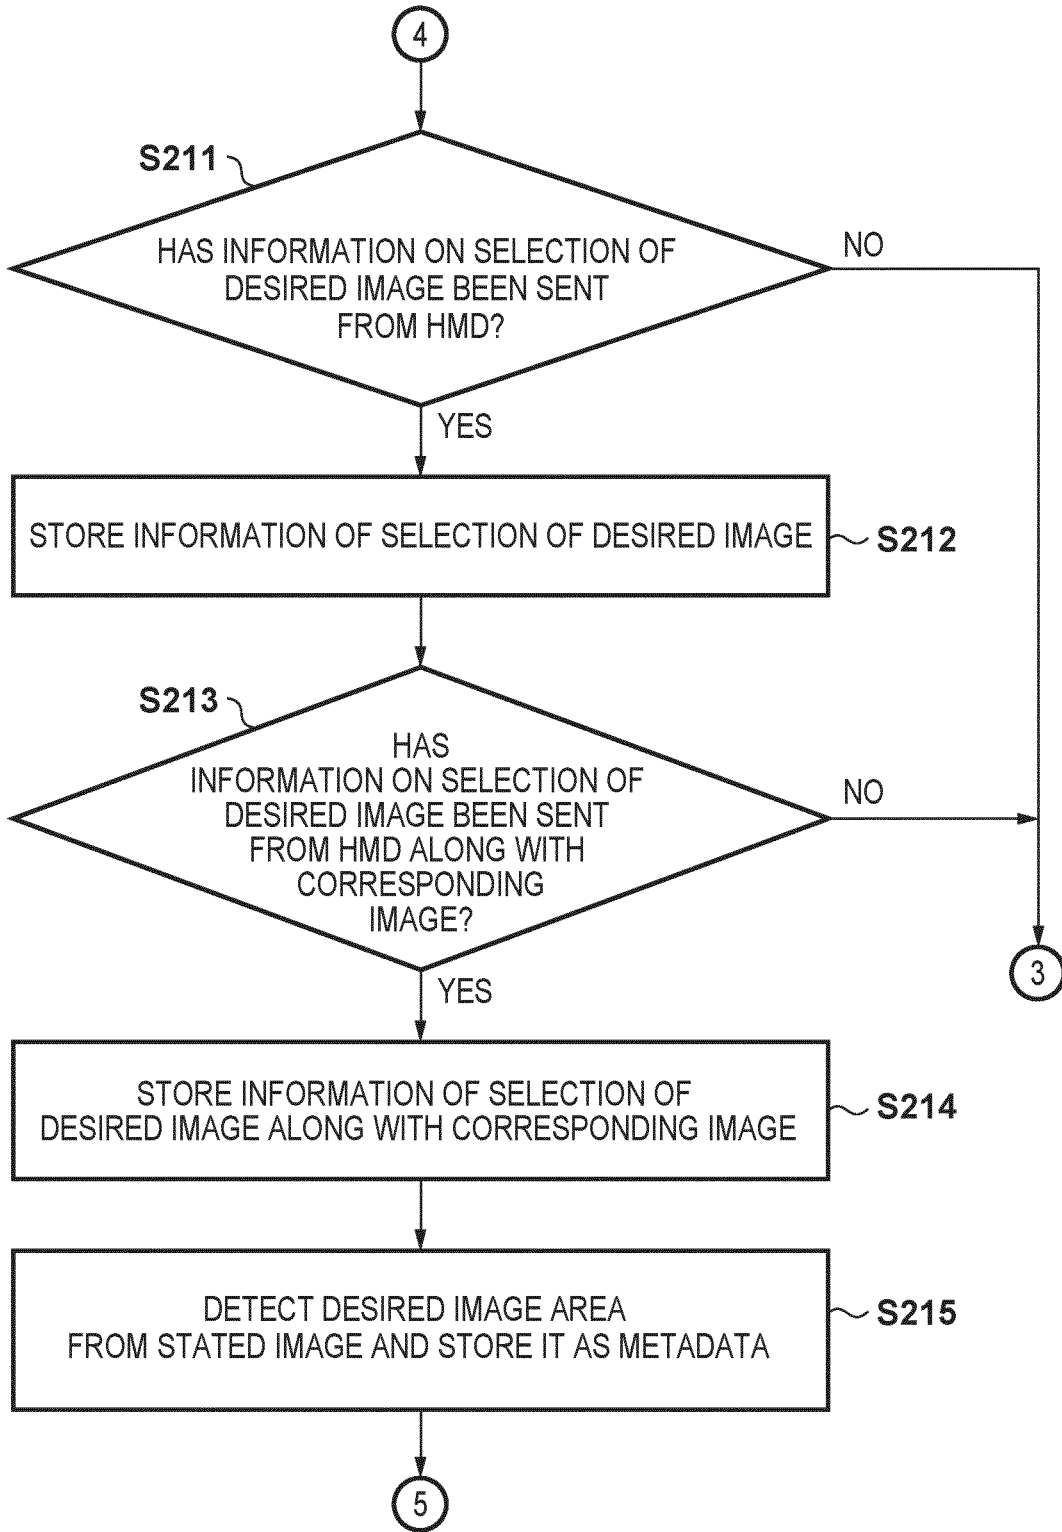 4
S211
HAS INFORMATION ON SELECTION OF
DESIRED IMAGE BEEN SENT
FROM HMD?
NO
YES
STORE INFORMATION OF SELECTION OF DESIRED IMAGE
S212
S213
HAS
INFORMATION ON SELECTION OF
DESIRED IMAGE BEEN SENT
FROM HMD ALONG WITH
CORRESPONDING
IMAGE?
NO
3
YES
STORE INFORMATION OF SELECTION OF
DESIRED IMAGE ALONG WITH CORRESPONDING IMAGE
S214
DETECT DESIRED IMAGE AREA
FROM STATED IMAGE AND STORE IT AS METADATA
S215
5